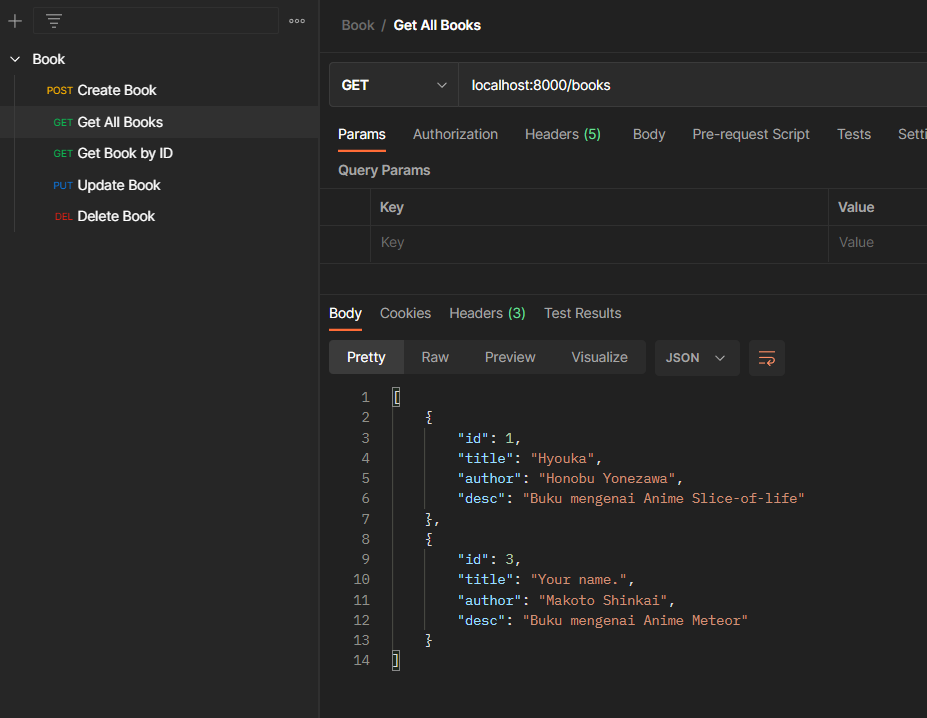 Book
POST Create Book
GET Get All Books
GET Get Book by ID
PUT Update Book
DEL Delete Book
Book / Get All Books
GET localhost:8000/books
Params Authorization Headers (5) Body Pre-request Script Tests Setti
Query Params
Key Value
Key Value
Body Cookies Headers (3) Test Results
Pretty Raw Preview Visualize JSON
1 [
2 {
3 "id": 1,
4 "title": "Hyouka",
5 "author": "Honobu Yonezawa",
6 "desc": "Buku mengenai Anime Slice-of-life"
7 },
8 {
9 "id": 3,
10 "title": "Your name.",
11 "author": "Makoto Shinkai",
12 "desc": "Buku mengenai Anime Meteor"
13 }
14 ]